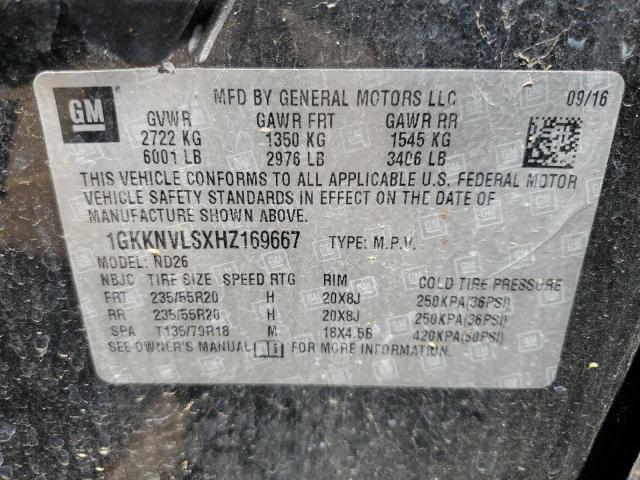 GM
MFD BY GENERAL MOTORS LLC 09/16
GVWR GAWR FRT GAWR RR
2722 KG 1350 KG 1545 KG
6001 LB 2976 LB 3406 LB
THIS VEHICLE CONFORMS TO ALL APPLICABLE U.S. FEDERAL MOTOR
VEHICLE SAFETY STANDARDS IN EFFECT ON THE DATE OF
MANUFACTURE SHOWN ABOVE.
1GKKNVLSXHZ169667 TYPE: M.P.V.
MODEL: ND26
NBJC TIRE SIZE SPEED RTG RIM COLD TIRE PRESSURE
FRT 235/55R20 H 20X8J 250KPA(36PSI)
RR 235/55R20 H 20X8J 250KPA(36PSI)
SPA T135/70R18 M 18X4.5B 420KPA(60PSI)
SEE OWNER'S MANUAL FOR MORE INFORMATION.